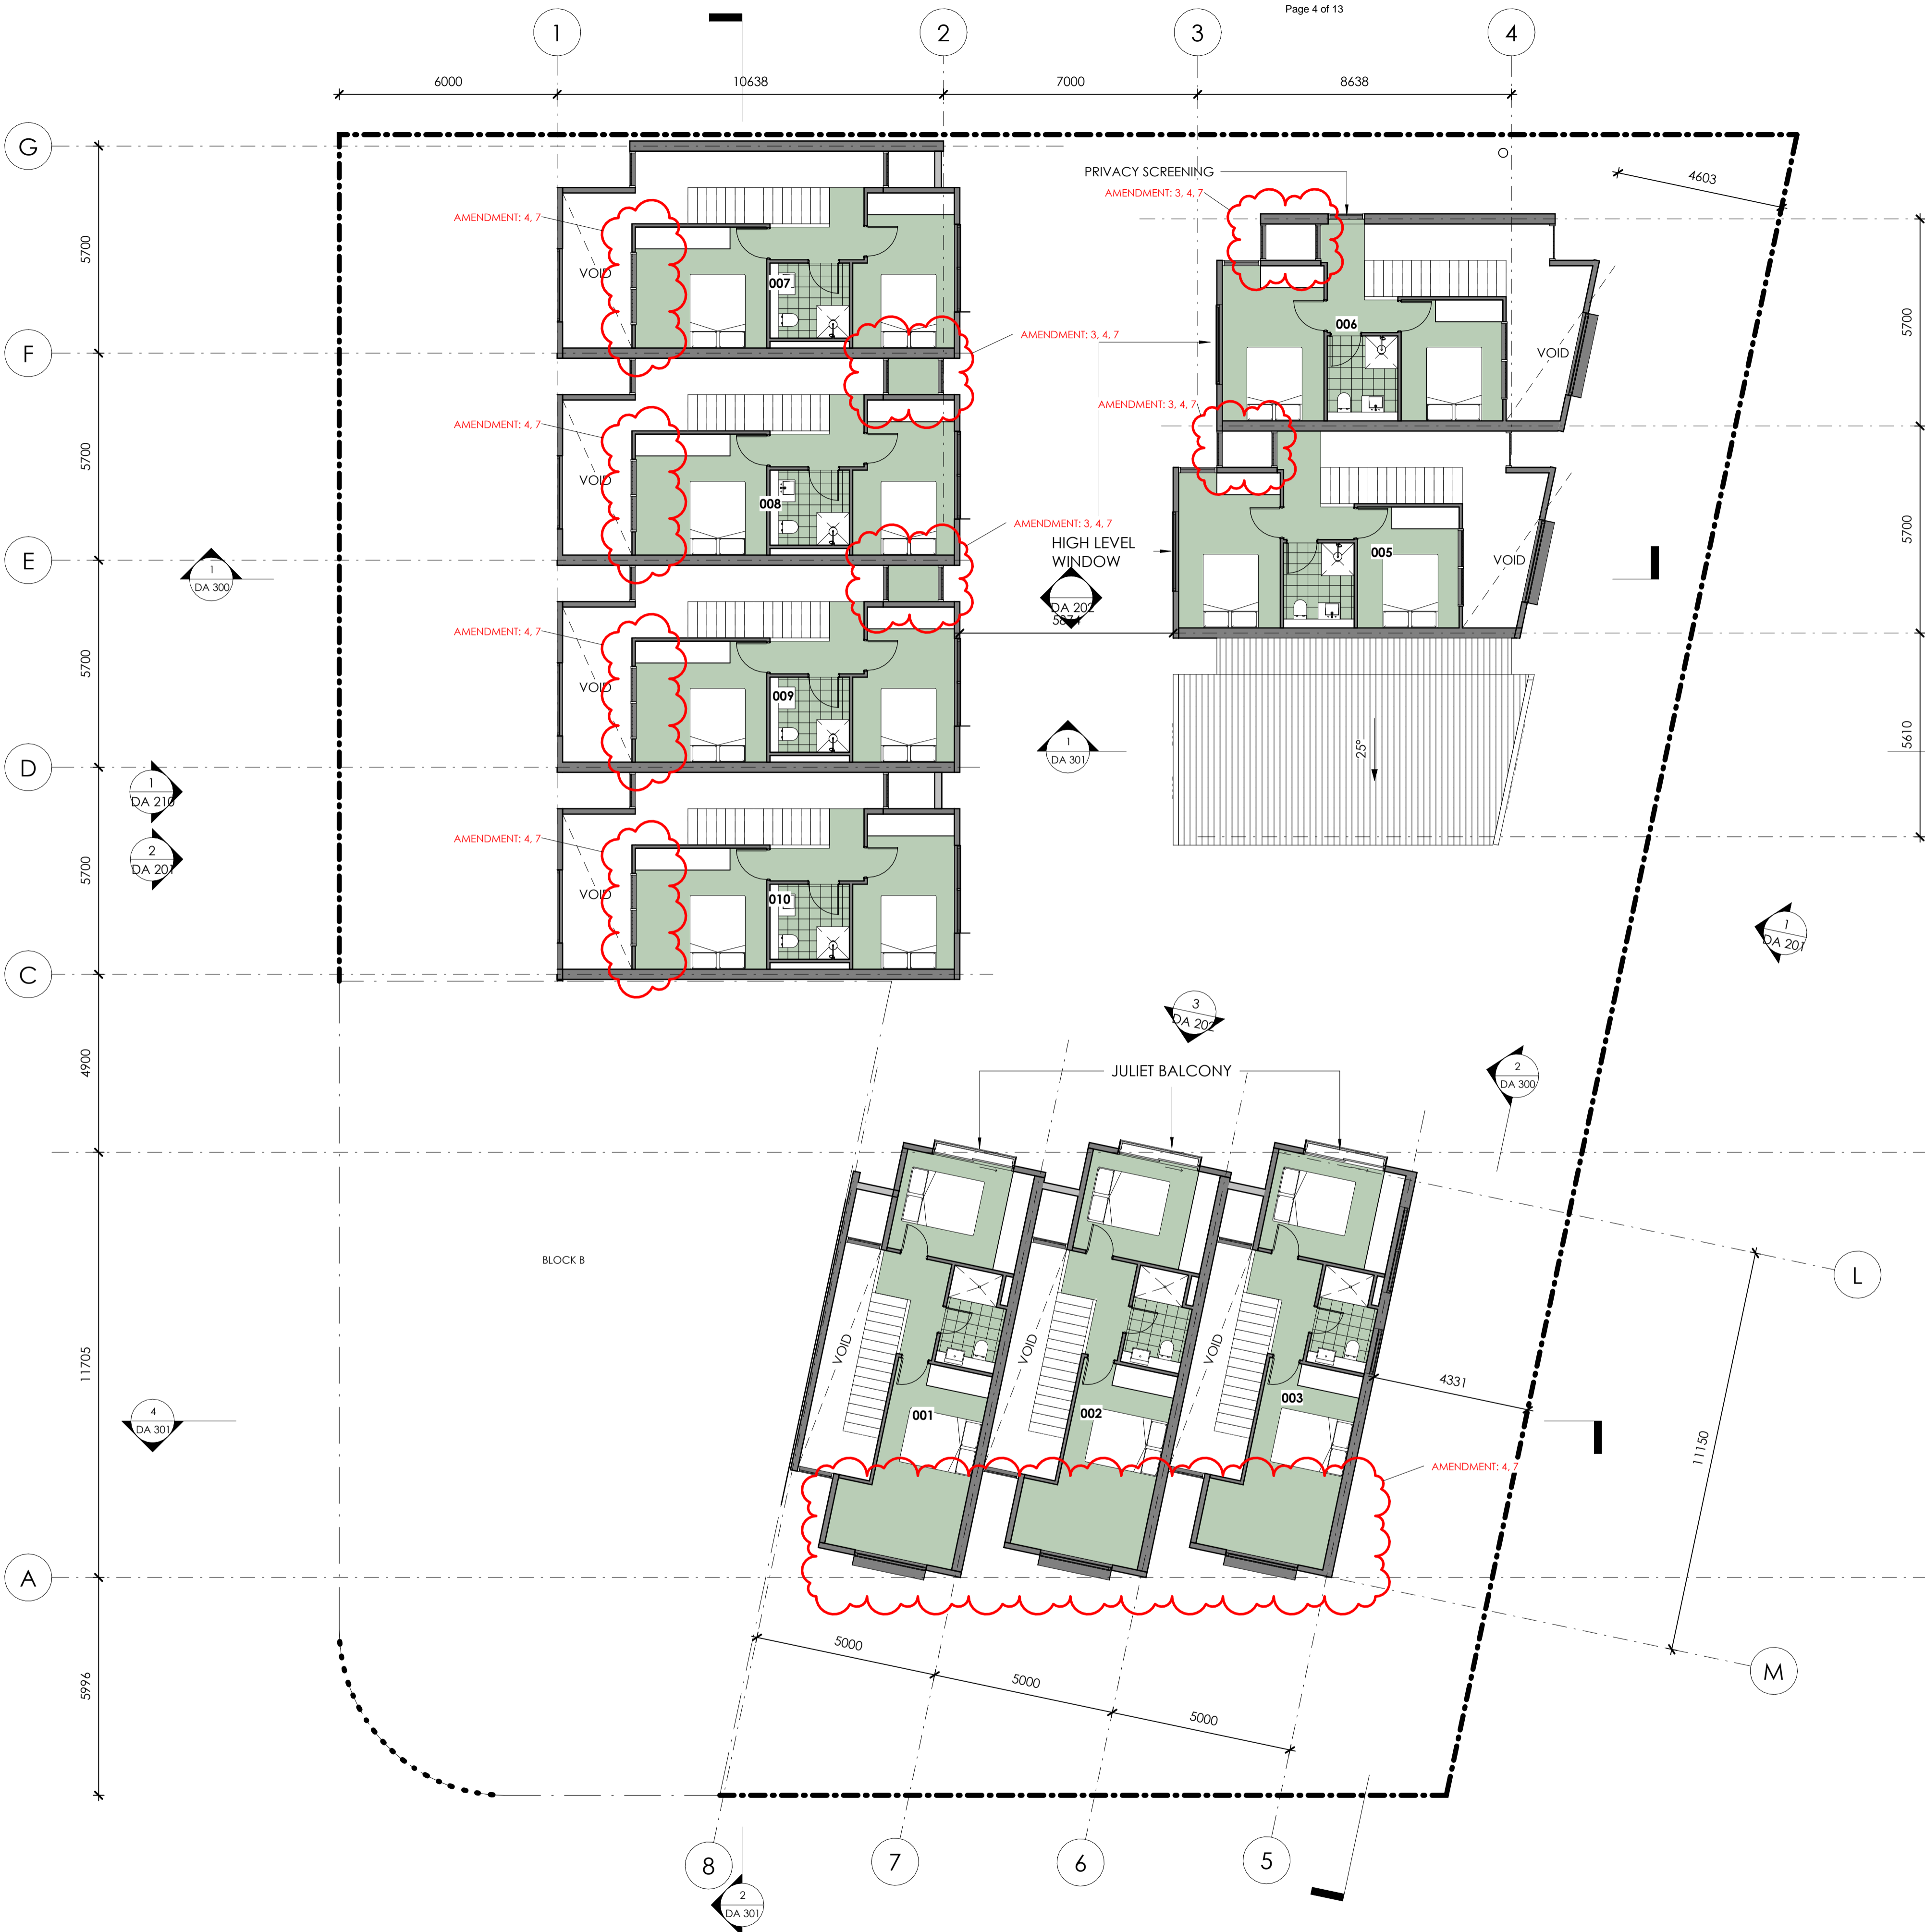 Page 4 of 13
1
2
3
4
6000
10638
7000
8638
G
PRIVACY SCREENING
AMENDMENT: 3, 4, 7
4603
AMENDMENT: 4, 7
5700
VOID
007
5700
006
VOID
AMENDMENT: 3, 4, 7
F
AMENDMENT: 3, 4, 7
AMENDMENT: 4, 7
5700
VOID
008
AMENDMENT: 3, 4, 7
HIGH LEVEL
WINDOW
5700
005
VOID
E
1
DA 300
DA 202
5874
AMENDMENT: 4, 7
5700
VOID
009
1
DA 301
25°
5610
D
1
DA 210
2
DA 201
AMENDMENT: 4, 7
5700
VOID
010
1
DA 201
C
3
DA 202
4900
JULIET BALCONY
2
DA 300
BLOCK B
L
11705
VOID
VOID
VOID
4331
001
002
003
4
DA 301
11150
AMENDMENT: 4, 7
A
5000
5000
5000
M
5996
8
7
6
5
2
DA 301